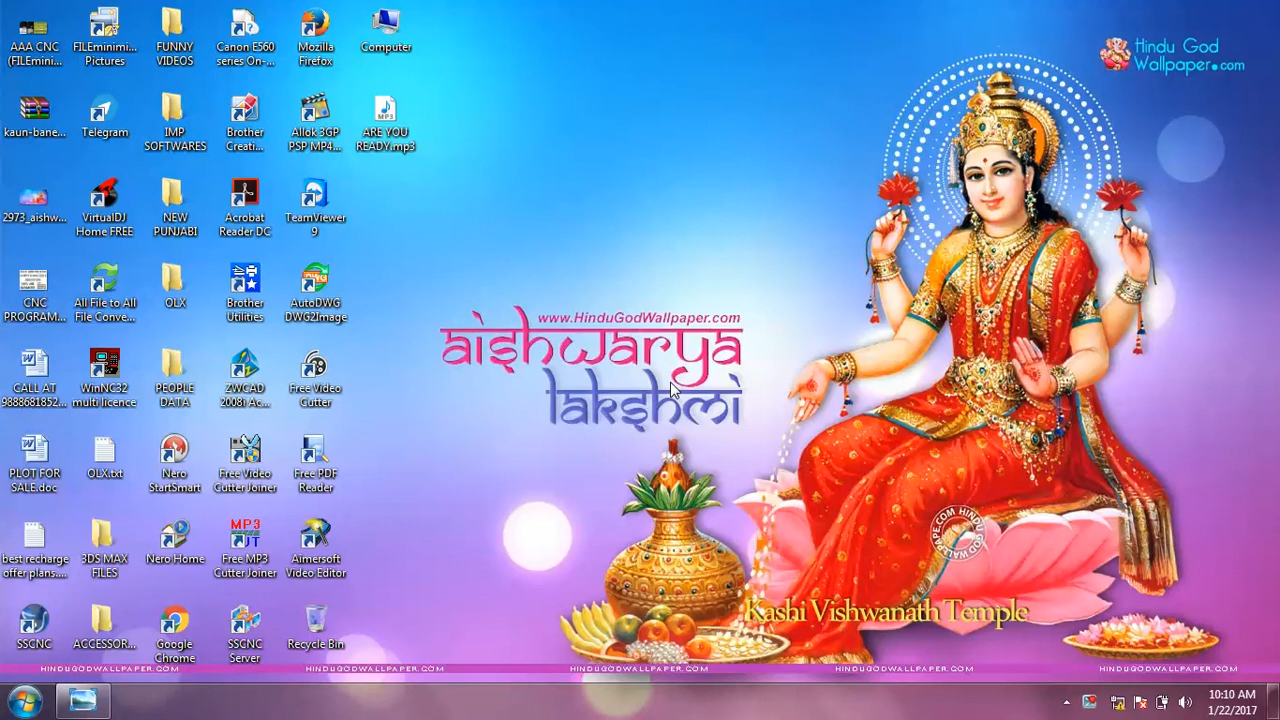 AAA CNC
(FILEmini...
FILEminimi...
Pictures
FUNNY
VIDEOS
Canon E560
series On-...
Mozilla
Firefox
Computer
kaun-bane...
Telegram
IMP
SOFTWARES
Brother
Creati...
Allok 3GP
PSP MP4...
ARE YOU
READY.mp3
2973_aishw...
VirtualDJ
Home FREE
NEW
PUNJABI
Acrobat
Reader DC
TeamViewer
9
CNC
PROGRAM...
All File to All
File Conve...
OLX
Brother
Utilities
AutoDWG
DWG2Image
CALL AT
9888681852...
WinNC32
multi licence
PEOPLE
DATA
ZWCAD
2008i Ac...
Free Video
Cutter
PLOT FOR
SALE.doc
OLX.txt
Nero
StartSmart
Free Video
Cutter Joiner
Free PDF
Reader
best recharge
offer plans....
3DS MAX
FILES
Nero Home
Free MP3
Cutter Joiner
Aimersoft
Video Editor
SSCNC
ACCESSOR...
Google
Chrome
SSCNC
Server
Recycle Bin
Hindu God
Wallpaper.com
www.HinduGodWallpaper.com
aishwarya
lakshmi
Kashi Vishwanath Temple
HINDUGODWALLPAPER.COM
HINDUGODWALLPAPER.COM
HINDUGODWALLPAPER.COM
HINDUGODWALLPAPER.COM
HINDUGODWALLPAPER.COM
10:10 AM
1/22/2017